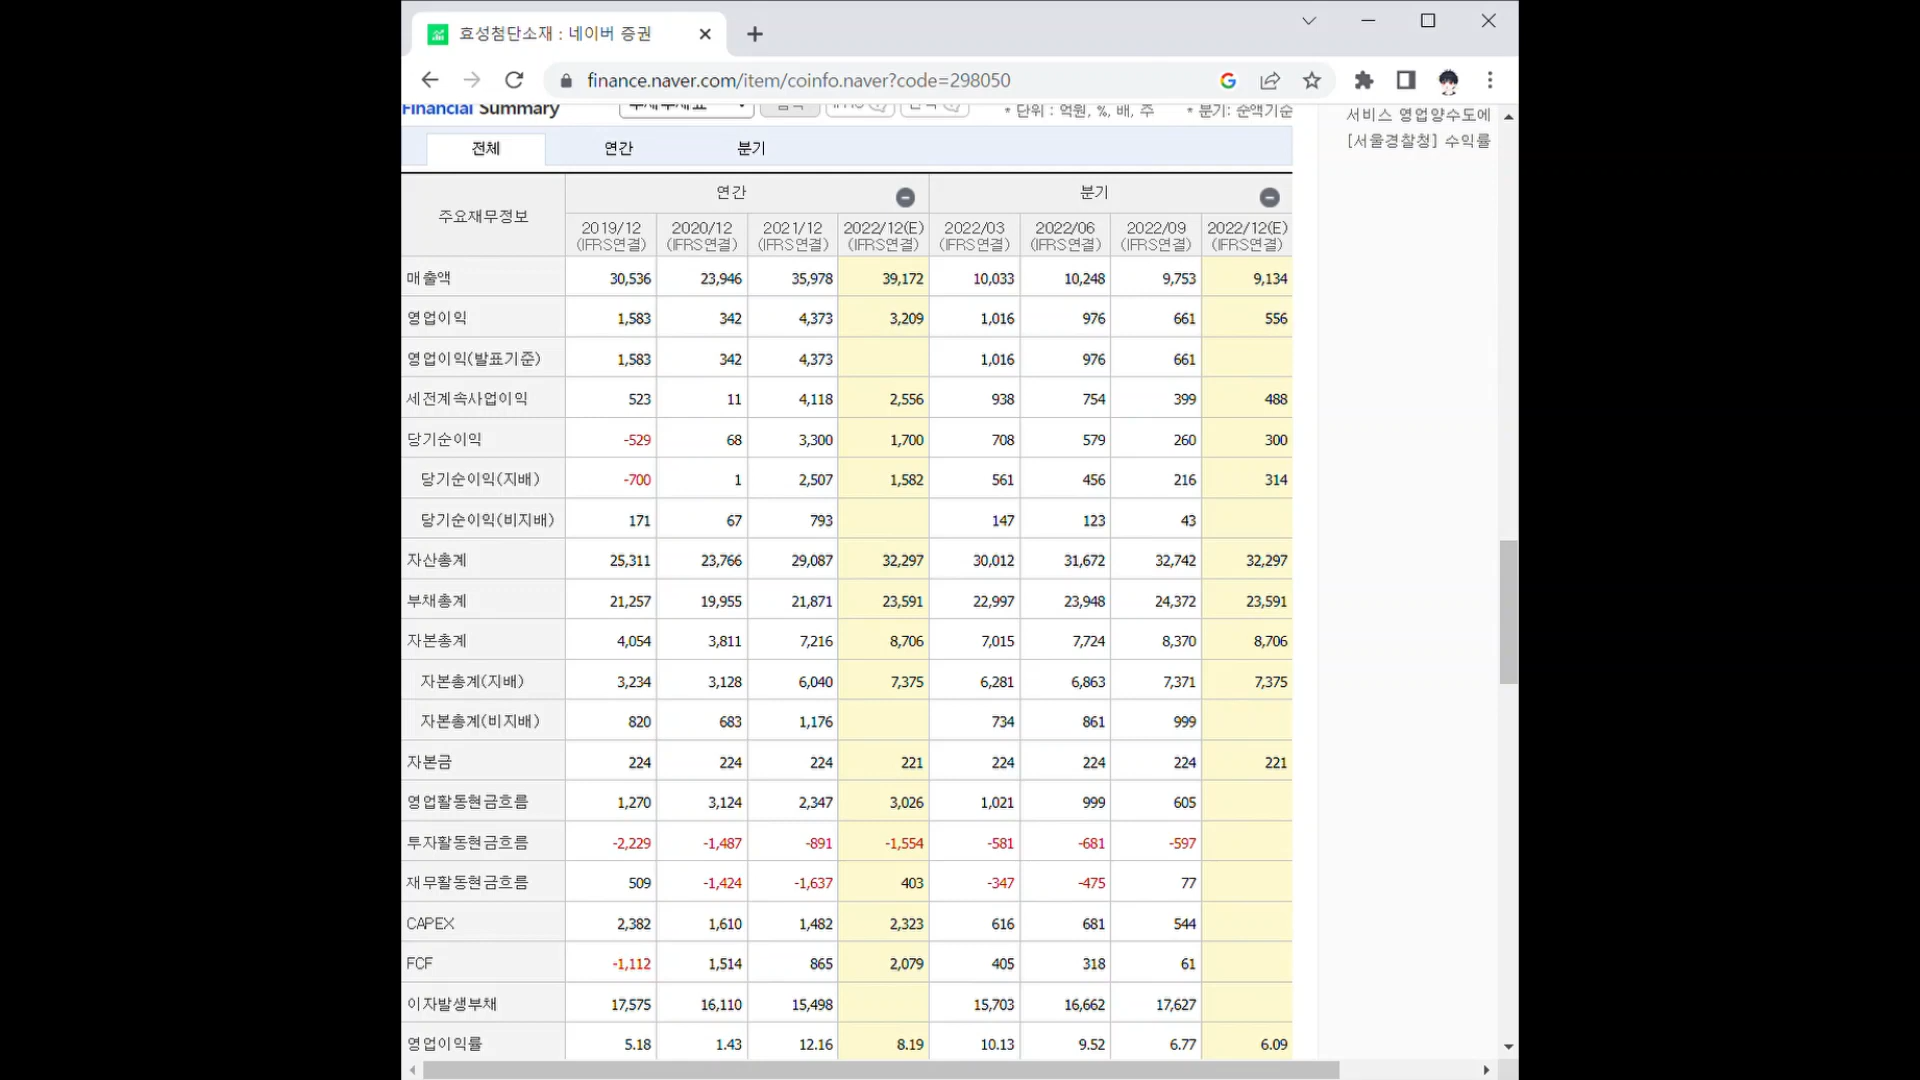 효성첨단소재 : 네이버 증권
finance.naver.com/item/coinfo.naver?code=298050
Financial Summary
* 단위 : 억원, %, 배, 주 * 분기: 순액기준
서비스 영업양수도에
[서울경찰청] 수익률
전체 연간 분기
주요재무정보 연간 분기
2019/12 2020/12 2021/12 2022/12(E) 2022/03 2022/06 2022/09 2022/12(E)
(IFRS연결) (IFRS연결) (IFRS연결) (IFRS연결) (IFRS연결) (IFRS연결) (IFRS연결) (IFRS연결)
매출액 30,536 23,946 35,978 39,172 10,033 10,248 9,753 9,134
영업이익 1,583 342 4,373 3,209 1,016 976 661 556
영업이익(발표기준) 1,583 342 4,373 1,016 976 661
세전계속사업이익 523 11 4,118 2,556 938 754 399 488
당기순이익 -529 68 3,300 1,700 708 579 260 300
당기순이익(지배) -700 1 2,507 1,582 561 456 216 314
당기순이익(비지배) 171 67 793 147 123 43
자산총계 25,311 23,766 29,087 32,297 30,012 31,672 32,742 32,297
부채총계 21,257 19,955 21,871 23,591 22,997 23,948 24,372 23,591
자본총계 4,054 3,811 7,216 8,706 7,015 7,724 8,370 8,706
자본총계(지배) 3,234 3,128 6,040 7,375 6,281 6,863 7,371 7,375
자본총계(비지배) 820 683 1,176 734 861 999
자본금 224 224 224 221 224 224 224 221
영업활동현금흐름 1,270 3,124 2,347 3,026 1,021 999 605
투자활동현금흐름 -2,229 -1,487 -891 -1,554 -581 -681 -597
재무활동현금흐름 509 -1,424 -1,637 403 -347 -475 77
CAPEX 2,382 1,610 1,482 2,323 616 681 544
FCF -1,112 1,514 865 2,079 405 318 61
이자발생부채 17,575 16,110 15,498 15,703 16,662 17,627
영업이익률 5.18 1.43 12.16 8.19 10.13 9.52 6.77 6.09